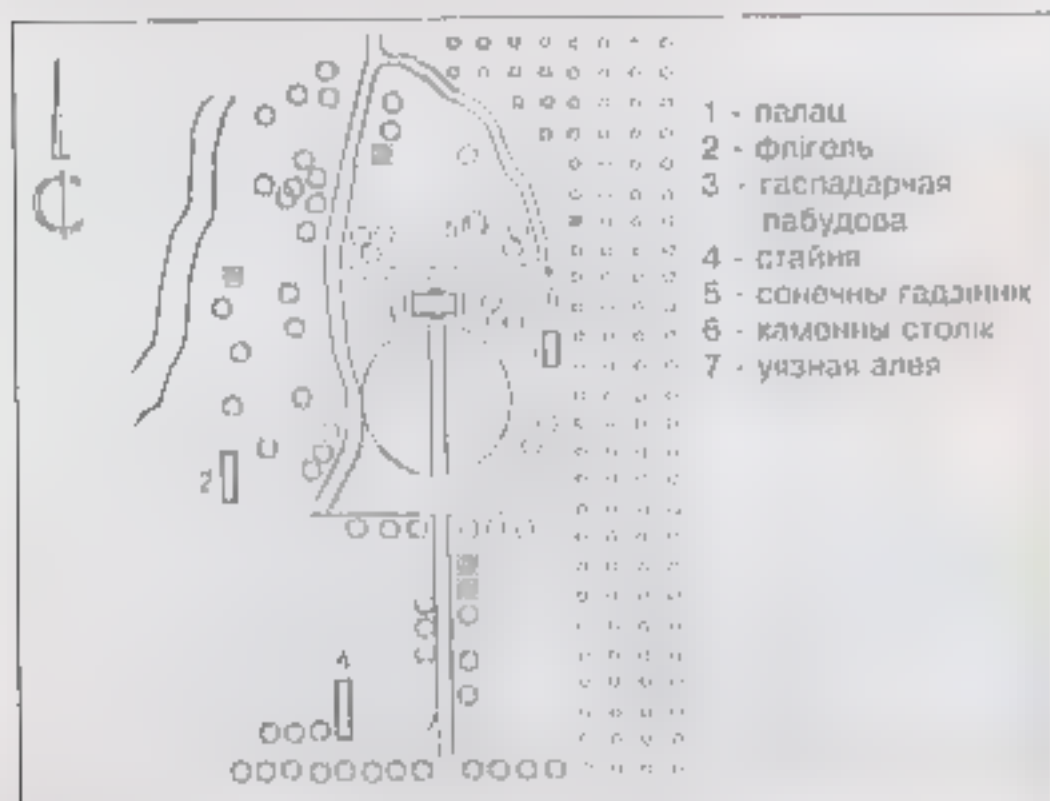 1 - палац
2 - флігель
3 - гаспадарчая
пабудова
4 - стайня
5 - сонечны гадзіннік
6 - каменны столік
7 - уязная алея
2
4